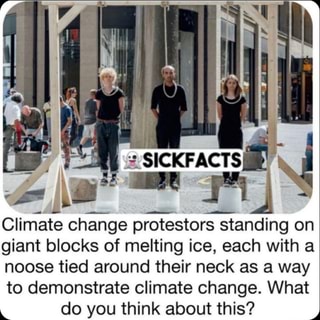 SICKFACTS
Climate change protestors standing on
giant blocks of melting ice, each with a
noose tied around their neck as a way
to demonstrate climate change. What
do you think about this?